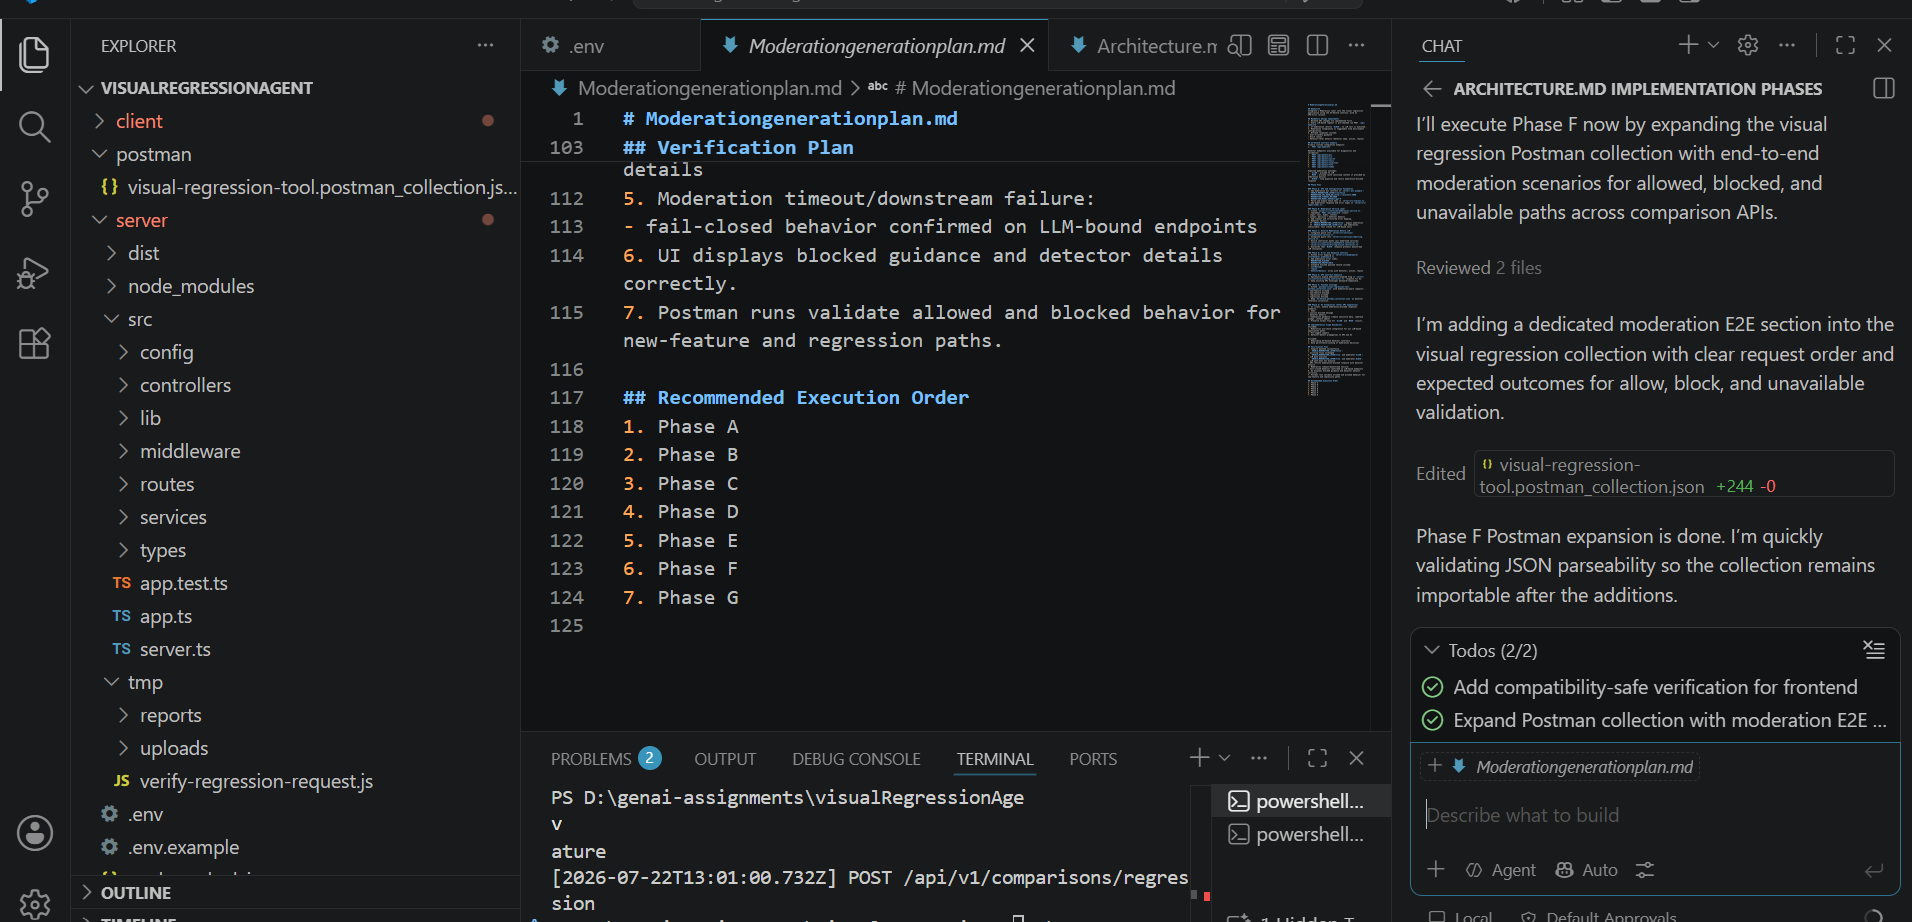 EXPLORER
VISUALREGRESSIONAGENT
client
postman
{} visual-regression-tool.postman_collection.js...
server
dist
node_modules
src
config
controllers
lib
middleware
routes
services
types
TS app.test.ts
TS app.ts
TS server.ts
tmp
reports
uploads
JS verify-regression-request.js
.env
.env.example
OUTLINE
TIMELINE
.env
Moderationgenerationplan.md
Architecture.m
Moderationgenerationplan.md > abc # Moderationgenerationplan.md
1 # Moderationgenerationplan.md
103 ## Verification Plan
details
112 5. Moderation timeout/downstream failure:
113 - fail-closed behavior confirmed on LLM-bound endpoints
114 6. UI displays blocked guidance and detector details
correctly.
115 7. Postman runs validate allowed and blocked behavior for
new-feature and regression paths.
116
117 ## Recommended Execution Order
118 1. Phase A
119 2. Phase B
120 3. Phase C
121 4. Phase D
122 5. Phase E
123 6. Phase F
124 7. Phase G
125
PROBLEMS 2 OUTPUT DEBUG CONSOLE TERMINAL PORTS
PS D:\genai-assignments\visualRegressionAge
v
ature
[2026-07-22T13:01:00.732Z] POST /api/v1/comparisons/regres
sion
powershell...
powershell...
CHAT
ARCHITECTURE.MD IMPLEMENTATION PHASES
I'll execute Phase F now by expanding the visual
regression Postman collection with end-to-end
moderation scenarios for allowed, blocked, and
unavailable paths across comparison APIs.
Reviewed 2 files
I'm adding a dedicated moderation E2E section into the
visual regression collection with clear request order and
expected outcomes for allow, block, and unavailable
validation.
Edited {} visual-regression-
tool.postman_collection.json +244 -0
Phase F Postman expansion is done. I'm quickly
validating JSON parseability so the collection remains
importable after the additions.
Todos (2/2)
Add compatibility-safe verification for frontend
Expand Postman collection with moderation E2E ...
Moderationgenerationplan.md
Describe what to build
Agent Auto
Local Default Approvals